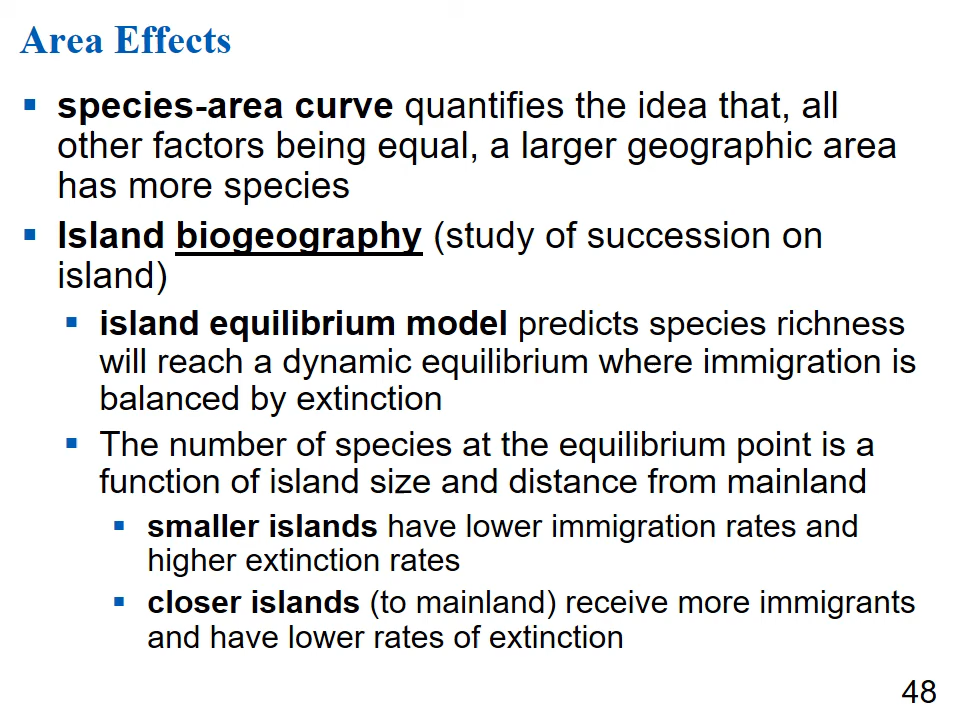 Area Effects
▪ species-area curve quantifies the idea that, all
other factors being equal, a larger geographic area
has more species
▪ Island biogeography (study of succession on
island)
▪ island equilibrium model predicts species richness
will reach a dynamic equilibrium where immigration is
balanced by extinction
▪ The number of species at the equilibrium point is a
function of island size and distance from mainland
▪ smaller islands have lower immigration rates and
higher extinction rates
▪ closer islands (to mainland) receive more immigrants
and have lower rates of extinction
48